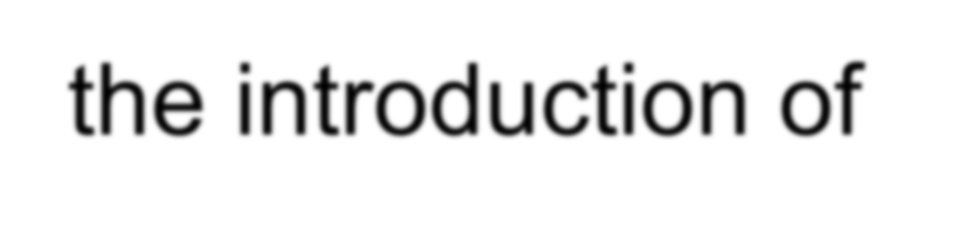 the introduction of